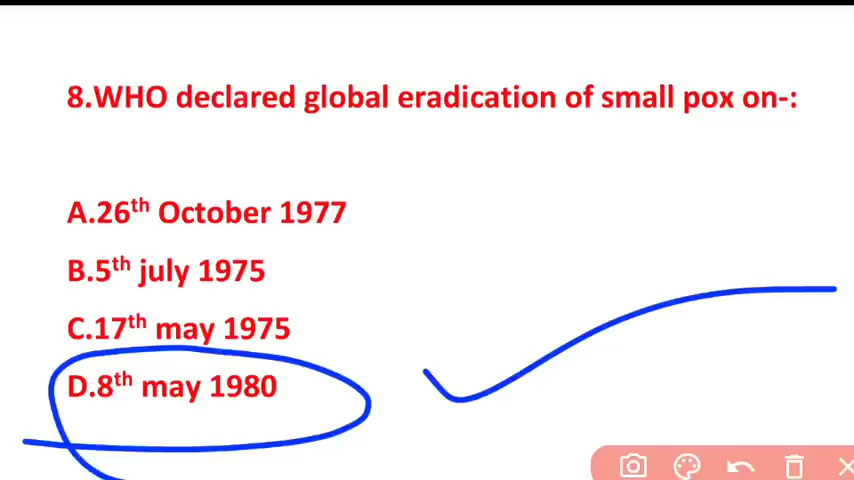 8.WHO declared global eradication of small pox on-:
A.26th October 1977
B.5th july 1975
C.17th may 1975
D.8th may 1980